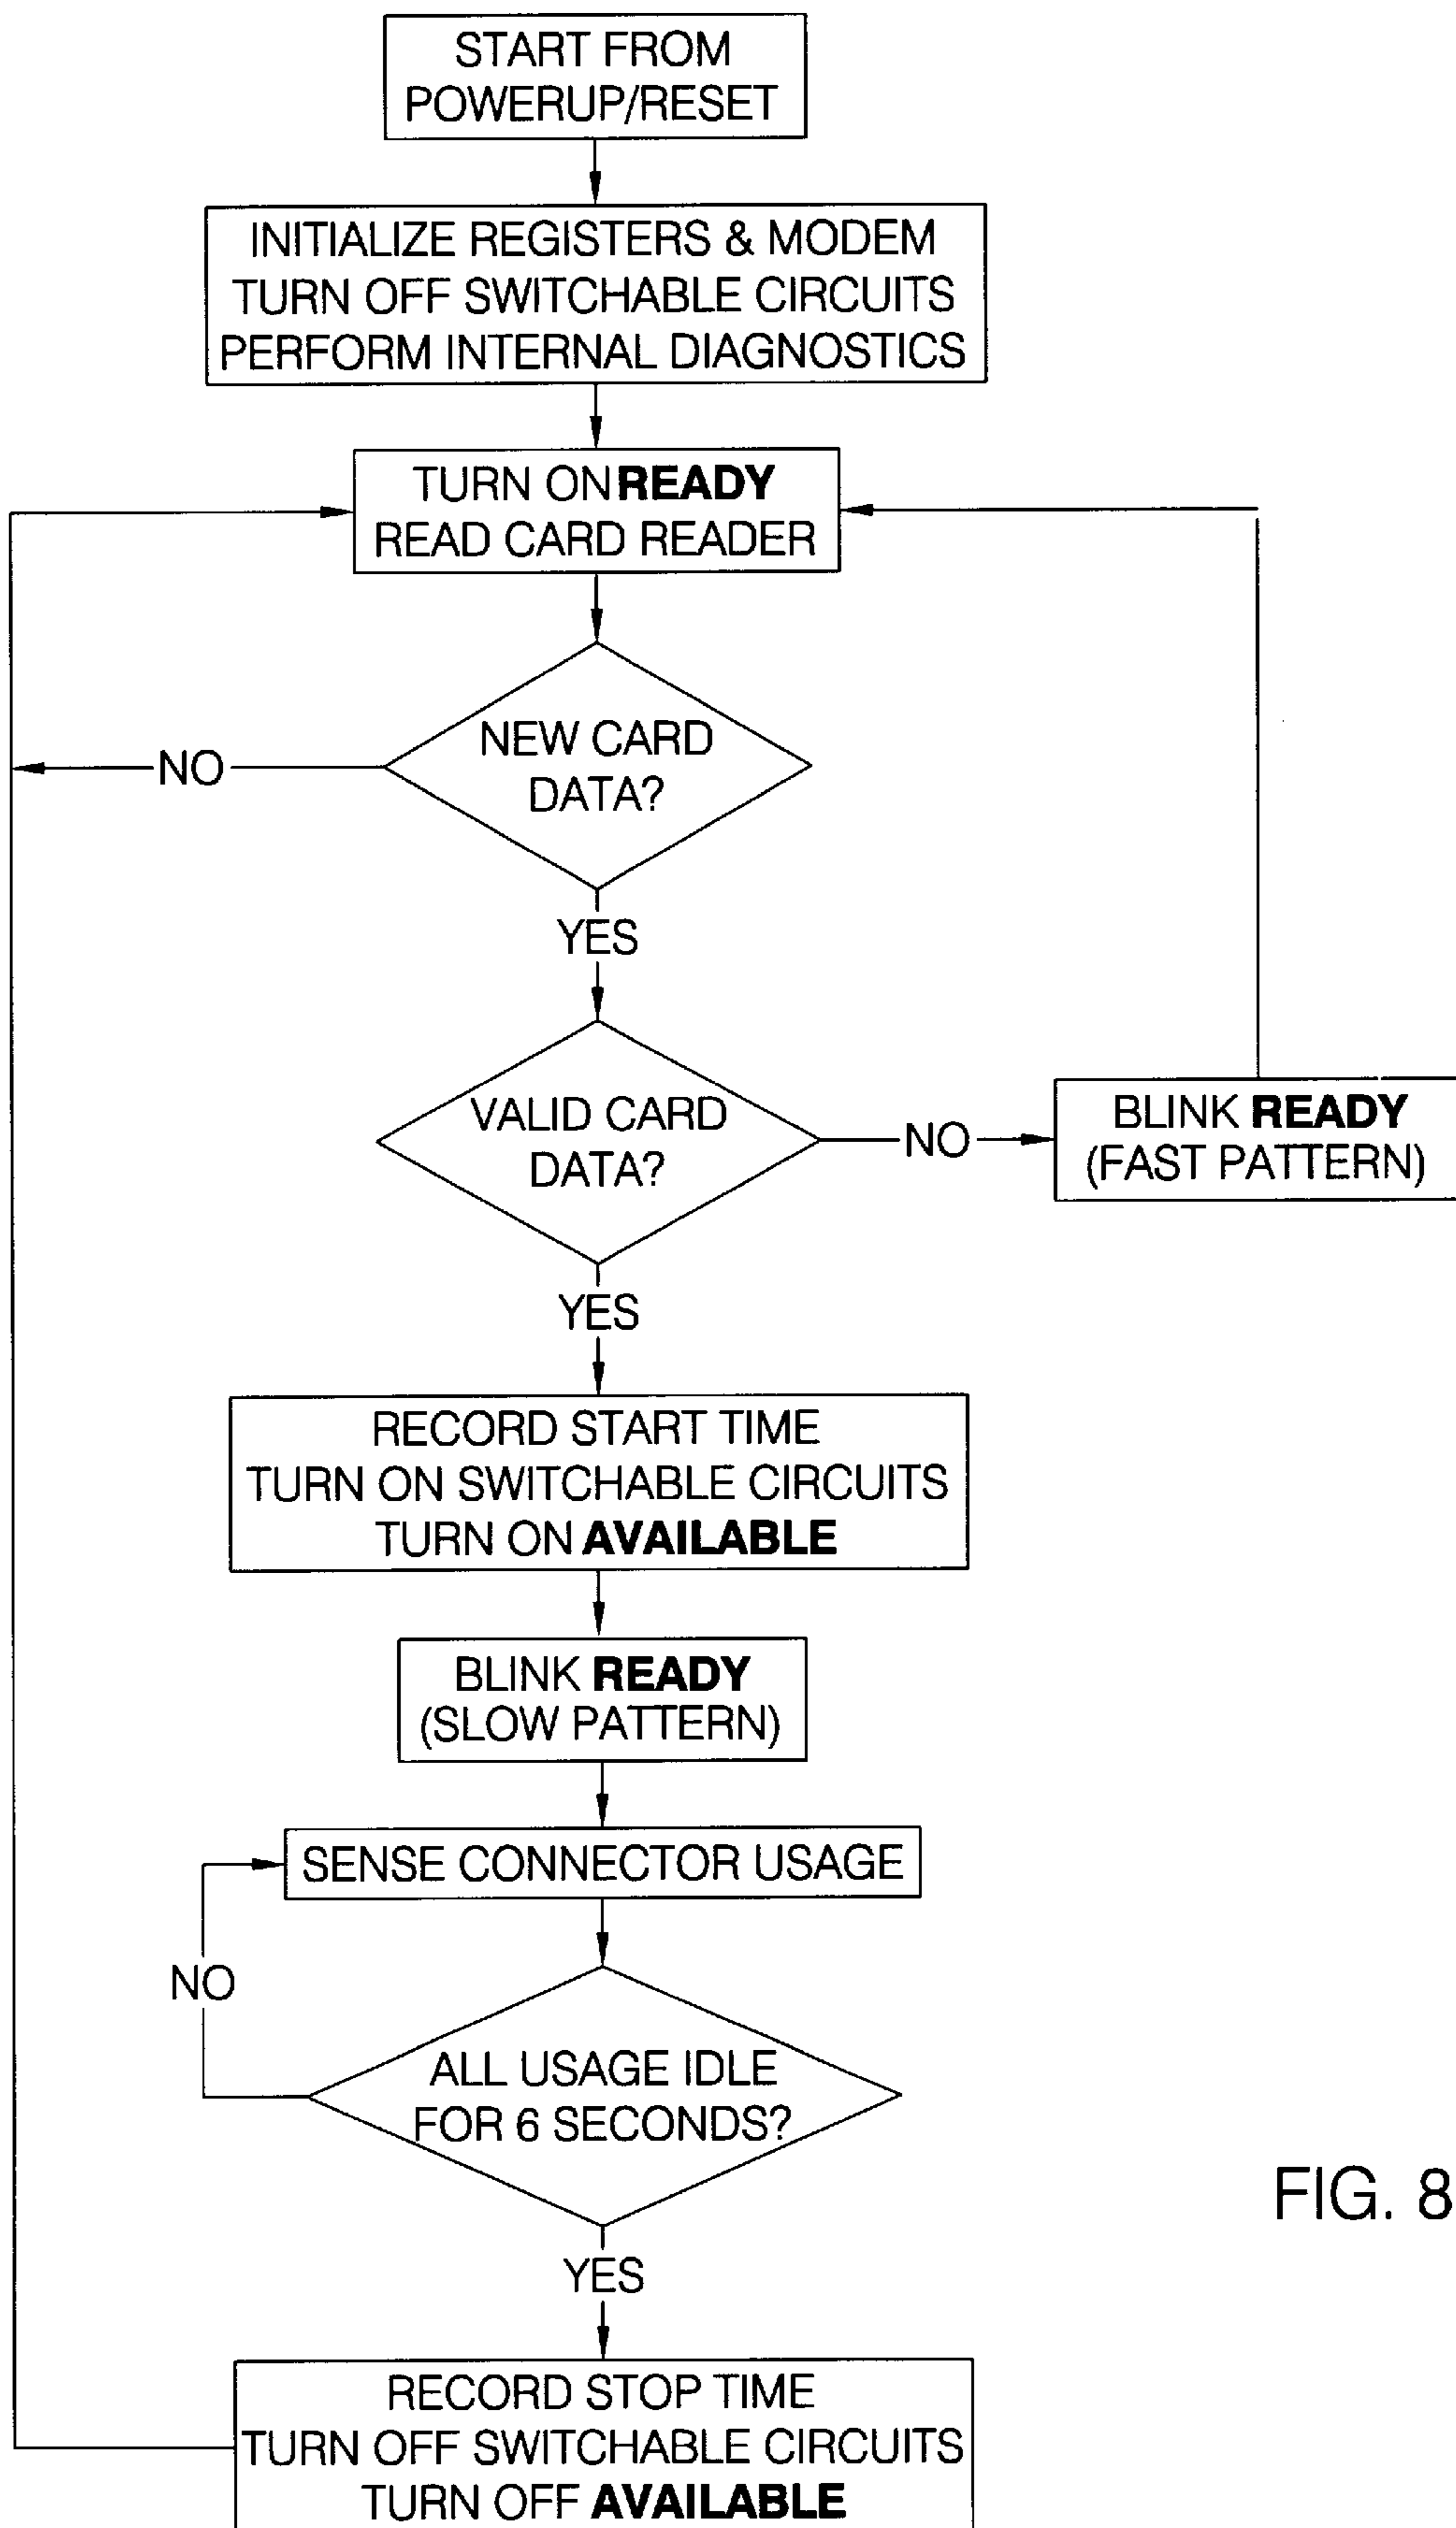 START FROM
POWERUP/RESET
INITIALIZE REGISTERS & MODEM
TURN OFF SWITCHABLE CIRCUITS
PERFORM INTERNAL DIAGNOSTICS
TURN ON READY
READ CARD READER
NEW CARD
DATA?
NO
YES
VALID CARD
DATA?
NO
BLINK READY
(FAST PATTERN)
YES
RECORD START TIME
TURN ON SWITCHABLE CIRCUITS
TURN ON AVAILABLE
BLINK READY
(SLOW PATTERN)
SENSE CONNECTOR USAGE
NO
ALL USAGE IDLE
FOR 6 SECONDS?
YES
RECORD STOP TIME
TURN OFF SWITCHABLE CIRCUITS
TURN OFF AVAILABLE
FIG. 8